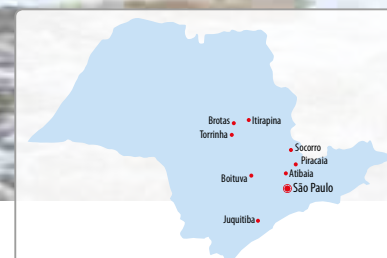 Brotas
Itirapina
Torrinha
Socorro
Piracaia
Atibaia
Boituva
São Paulo
Juquitiba